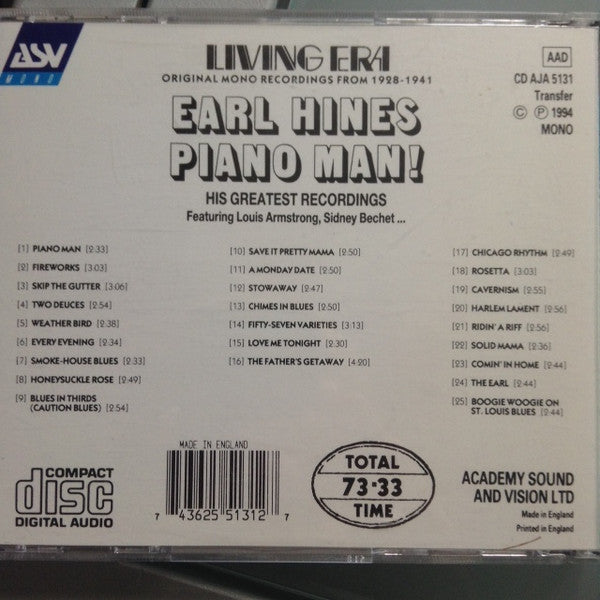 ASV
MONO
LIVING ERA
ORIGINAL MONO RECORDINGS FROM 1928-1941
EARL HINES
PIANO MAN!
HIS GREATEST RECORDINGS
Featuring Louis Armstrong, Sidney Bechet ...
AAD
CD AJA 5131
Transfer
© ℗ 1994
MONO
[1] PIANO MAN [2:33]
[2] FIREWORKS [3:03]
[3] SKIP THE GUTTER [3:06]
[4] TWO DEUCES [2:54]
[5] WEATHER BIRD [2:38]
[6] EVERY EVENING [2:34]
[7] SMOKE-HOUSE BLUES [2:33]
[8] HONEYSUCKLE ROSE [2:49]
[9] BLUES IN THIRDS
(CAUTION BLUES) [2:54]
[10] SAVE IT PRETTY MAMA [2:50]
[11] A MONDAY DATE [2:50]
[12] STOWAWAY [2:47]
[13] CHIMES IN BLUES [2:50]
[14] FIFTY-SEVEN VARIETIES [3:13]
[15] LOVE ME TONIGHT [2:30]
[16] THE FATHER'S GETAWAY [4:20]
[17] CHICAGO RHYTHM [2:49]
[18] ROSETTA [3:03]
[19] CAVERNISM [2:55]
[20] HARLEM LAMENT [2:56]
[21] RIDIN' A RIFF [2:56]
[22] SOLID MAMA [2:36]
[23] COMIN' IN HOME [2:44]
[24] THE EARL [2:44]
[25] BOOGIE WOOGIE ON
ST. LOUIS BLUES [2:44]
COMPACT
disc
DIGITAL AUDIO
MADE IN ENGLAND
7 43625 51312 7
TOTAL
73·33
TIME
ACADEMY SOUND
AND VISION LTD
Made in England
Printed in England